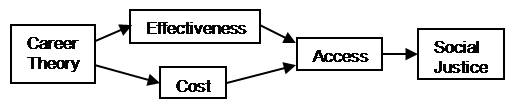 Career
Theory
Effectiveness
Cost
Access
Social
Justice